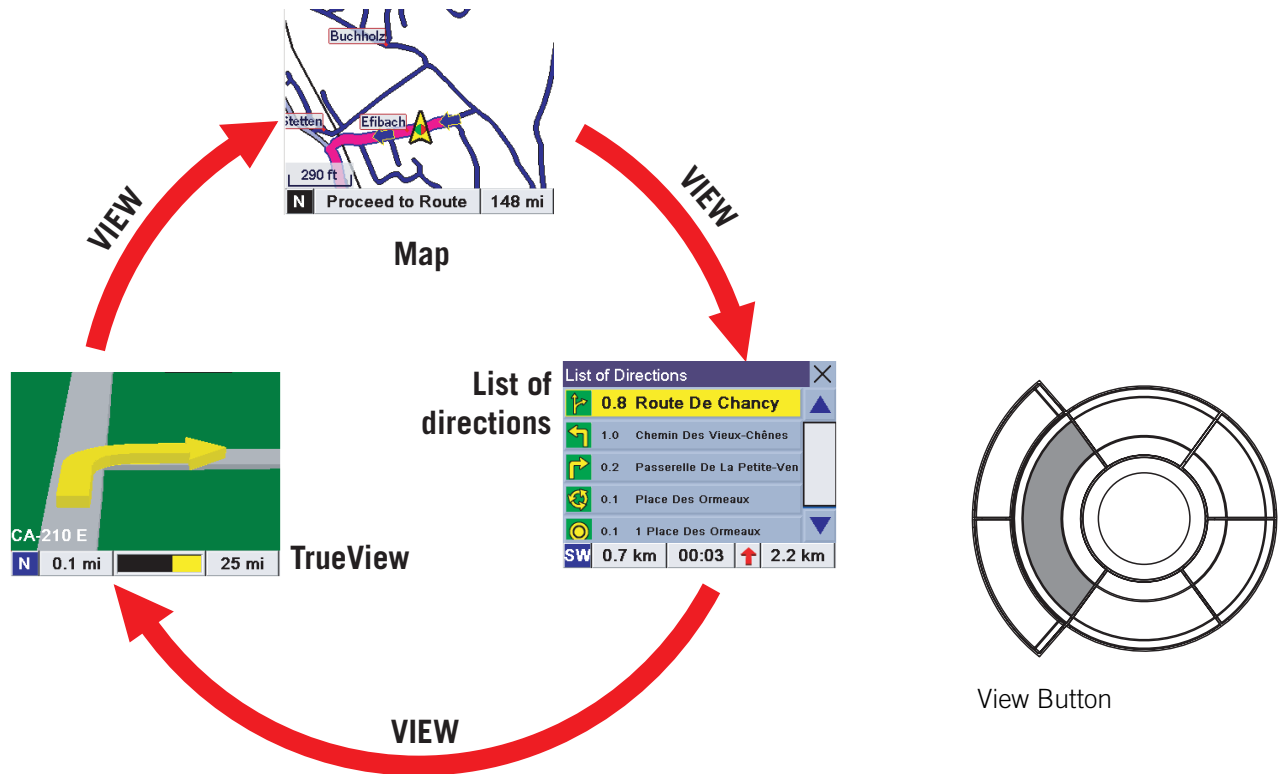 Buchholz
Stetten
Efibach
290 ft
N Proceed to Route 148 mi
Map
VIEW
VIEW
List of
directions
List of Directions
0.8 Route De Chancy
1.0 Chemin Des Vieux-Chênes
0.2 Passerelle De La Petite-Ven
0.1 Place Des Ormeaux
0.1 1 Place Des Ormeaux
SW 0.7 km 00:03 2.2 km
CA-210 E
N 0.1 mi 25 mi
TrueView
VIEW
View Button